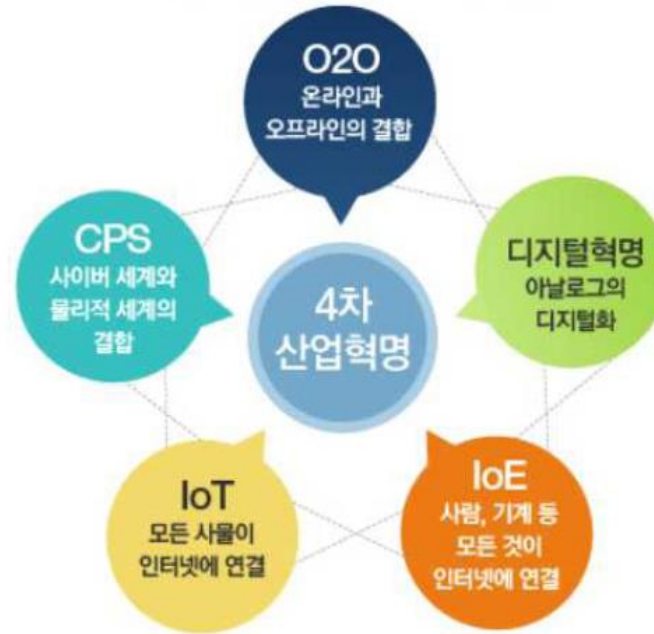 O2O
온라인과
오프라인의 결합
CPS
사이버 세계와
물리적 세계의
결합
디지털혁명
아날로그의
디지털화
4차
산업혁명
IoT
모든 사물이
인터넷에 연결
IoE
사람, 기계 등
모든 것이
인터넷에 연결